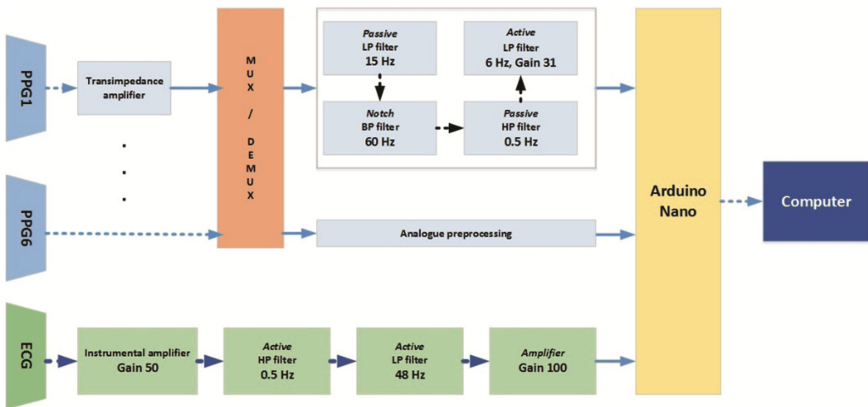 PPG1
Transimpedance
amplifier
MUX / DEMUX
Passive
LP filter
15 Hz
Active
LP filter
6 Hz, Gain 31
Notch
BP filter
60 Hz
Passive
HP filter
0.5 Hz
PPG6
Analogue preprocessing
Arduino
Nano
Computer
ECG
Instrumental amplifier
Gain 50
Active
HP filter
0.5 Hz
Active
LP filter
48 Hz
Amplifier
Gain 100